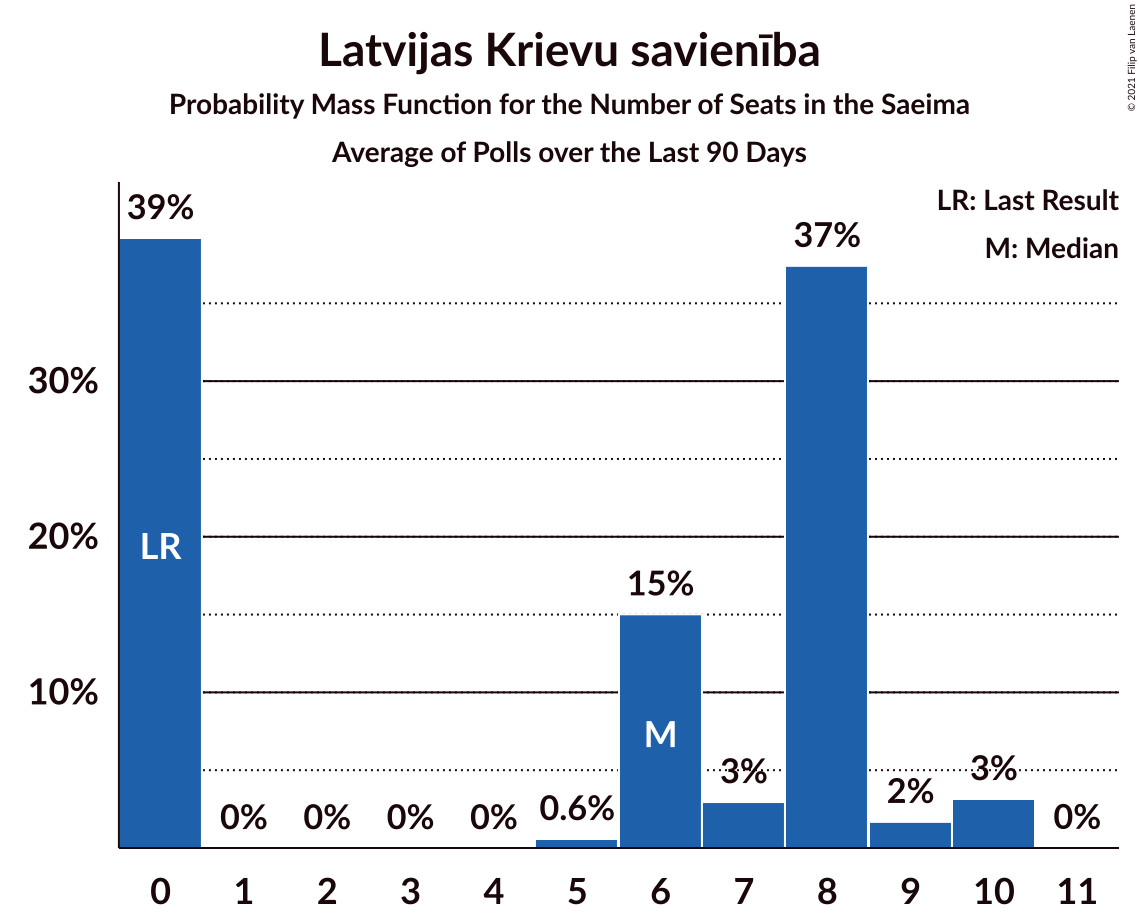 Latvijas Krievu savienība
Probability Mass Function for the Number of Seats in the Saeima
Average of Polls over the Last 90 Days
© 2021 Filip van Laenen
LR: Last Result
M: Median
39%
37%
30%
20%
LR
15%
10%
M
3%
3%
2%
0%
0%
0%
0%
0.6%
0%
0 1 2 3 4 5 6 7 8 9 10 11